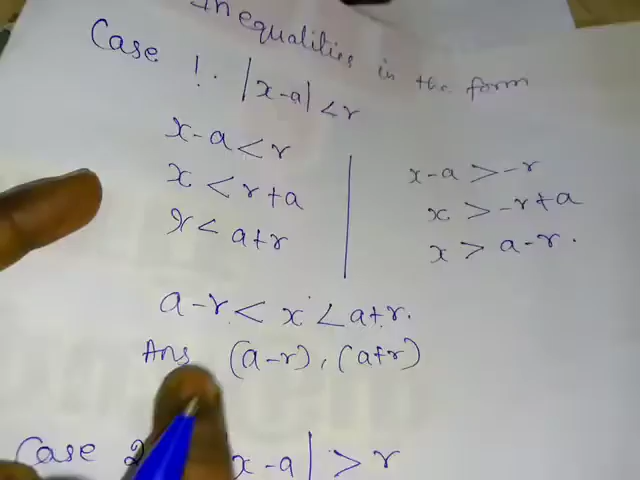 Inequalities in the form
Case 1. |x-a| < r
x-a < r
x < r+a
x < a+r
x-a > -r
x > -r+a
x > a-r.
a-r < x < a+r.
Ans (a-r), (a+r)
Case 2 x-a| > r